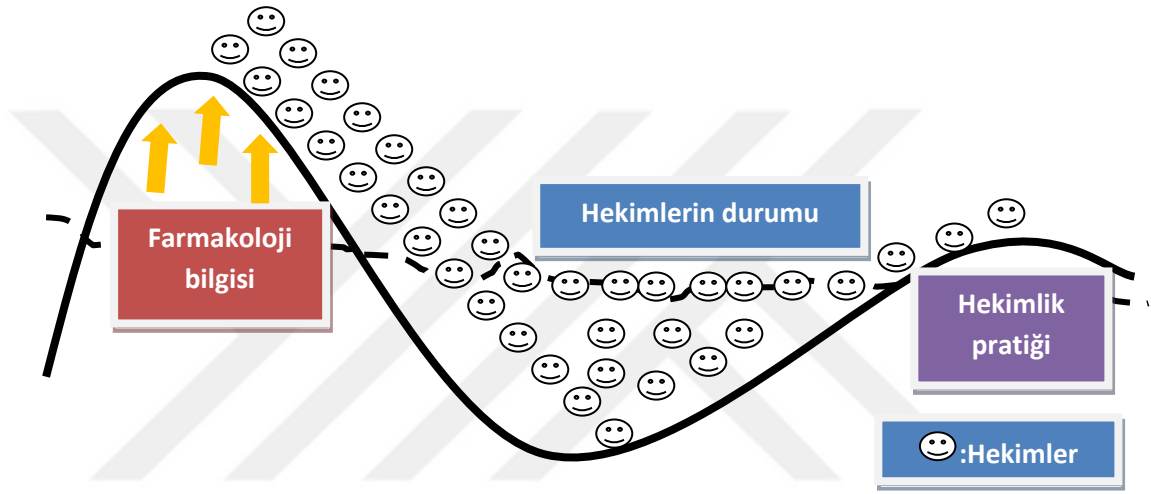 Hekimlerin durumu
Farmakoloji
bilgisi
Hekimlik
pratiği
:Hekimler